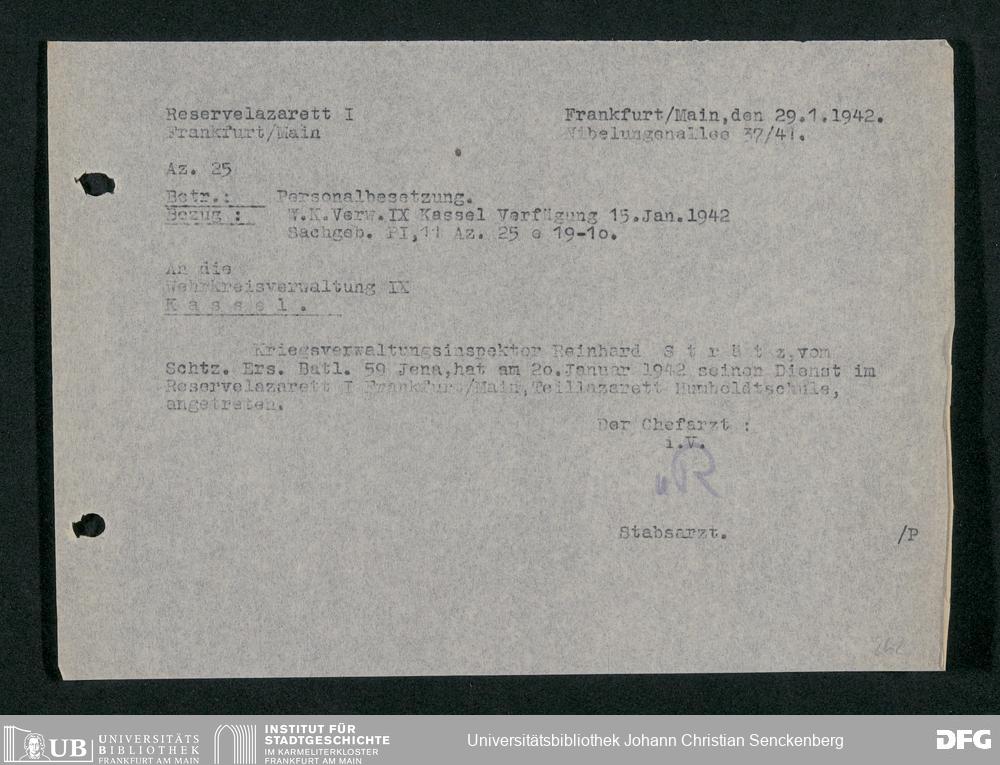 Reservelazarett I
Frankfurt/Main
Frankfurt/Main,den 29.1.1942.
Nibelungenallee 37/41.
Az. 25
Betr.: Personalbesetzung.
Bezug : W.K.Verw.IX Kassel Verfügung 15.Jan.1942
Sachgeb. PI,11 Az. 25 e 19-1o.
An die
Wehrkreisverwaltung IX
K a s s e l .
Kriegsverwaltungsinspektor Reinhard S t r ä t z,vom
Schtz. Ers. Batl. 59 Jena,hat am 2o.Januar 1942 seinen Dienst im
Reservelazarett I Frankfurt/Main,Teillazarett Humboldtschule,
angetreten.
Der Chefarzt :
i.V.
Stabsarzt.
/P
262
UB UNIVERSITÄTS
BIBLIOTHEK
FRANKFURT AM MAIN
INSTITUT FÜR
STADTGESCHICHTE
IM KARMELITERKLOSTER
FRANKFURT AM MAIN
Universitätsbibliothek Johann Christian Senckenberg
DFG